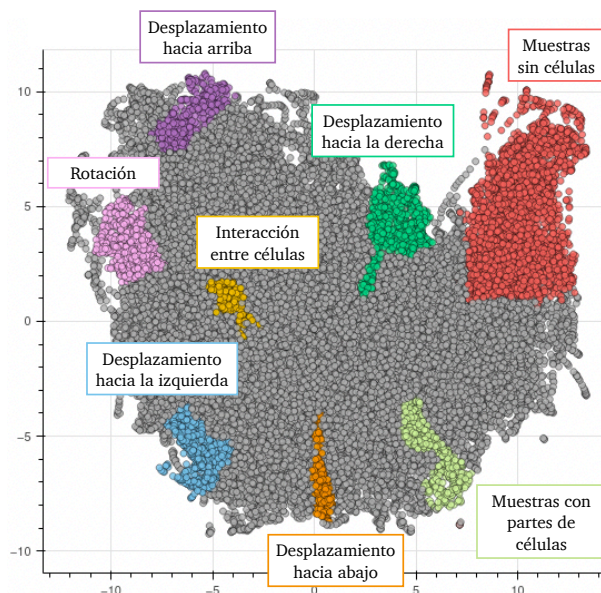 Desplazamiento
hacia arriba
Muestras
sin células
Desplazamiento
hacia la derecha
Rotación
Interacción
entre células
Desplazamiento
hacia la izquierda
Muestras con
partes de
células
Desplazamiento
hacia abajo
10
5
0
−5
−10
−10
−5
0
5
10